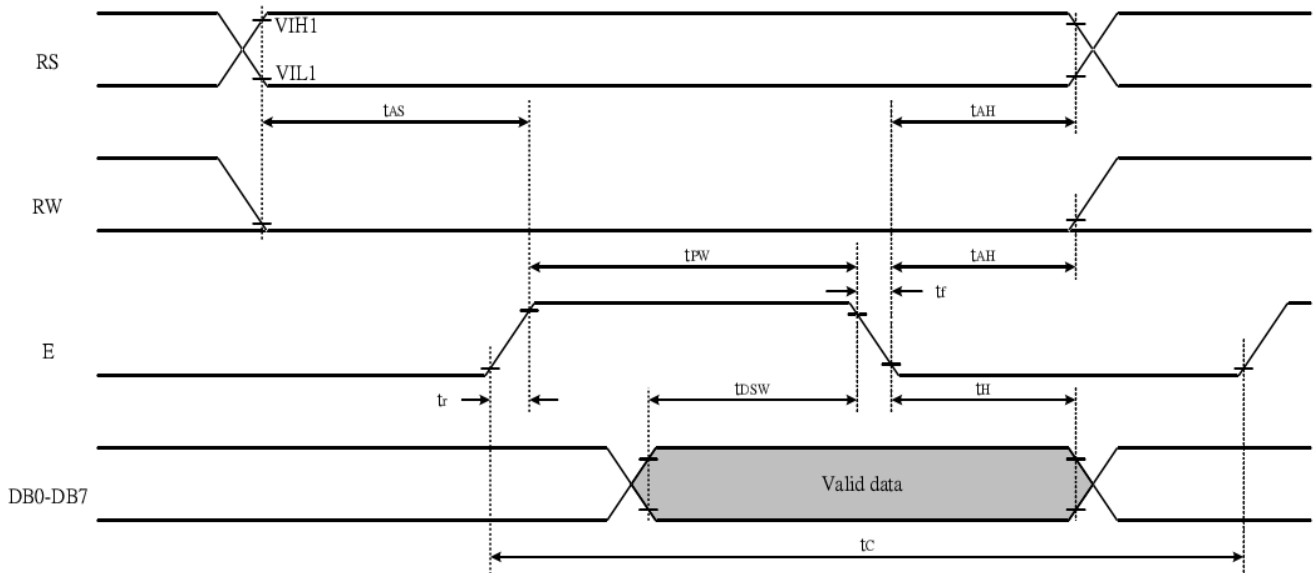 VIH1
RS
VIL1
tAS
tAH
RW
tPW
tAH
tf
E
tr
tDSW
tH
Valid data
DB0-DB7
tC